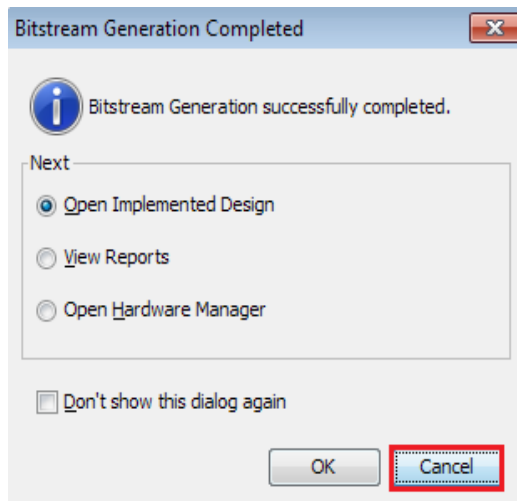 Bitstream Generation Completed
Bitstream Generation successfully completed.
Next
Open Implemented Design
View Reports
Open Hardware Manager
Don't show this dialog again
OK
Cancel